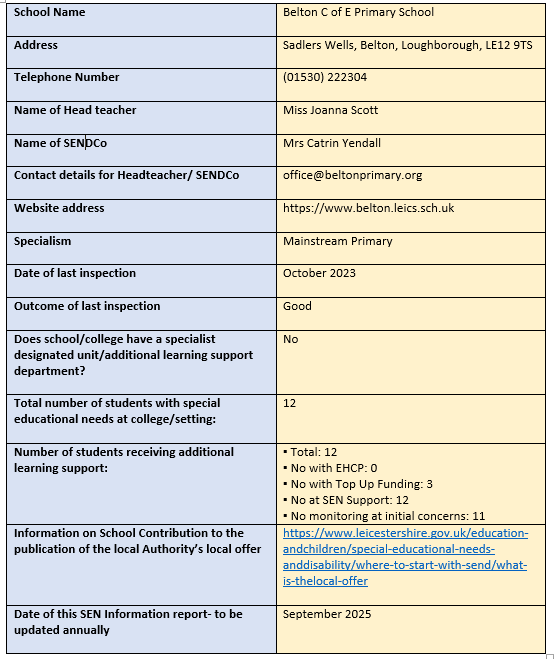 School Name
Belton C of E Primary School
Address
Sadlers Wells, Belton, Loughborough, LE12 9TS
Telephone Number
(01530) 222304
Name of Head teacher
Miss Joanna Scott
Name of SENDCo
Mrs Catrin Yendall
Contact details for Headteacher/ SENDCo
office@beltonprimary.org
Website address
https://www.belton.leics.sch.uk
Specialism
Mainstream Primary
Date of last inspection
October 2023
Outcome of last inspection
Good
Does school/college have a specialist
designated unit/additional learning support
department?
No
Total number of students with special
educational needs at college/setting:
12
Number of students receiving additional
learning support:
▪ Total: 12
▪ No with EHCP: 0
▪ No with Top Up Funding: 3
▪ No at SEN Support: 12
▪ No monitoring at initial concerns: 11
Information on School Contribution to the
publication of the local Authority's local offer
https://www.leicestershire.gov.uk/education-
andchildren/special-educational-needs-
anddisability/where-to-start-with-send/what-
is-thelocal-offer
Date of this SEN Information report- to be
updated annually
September 2025